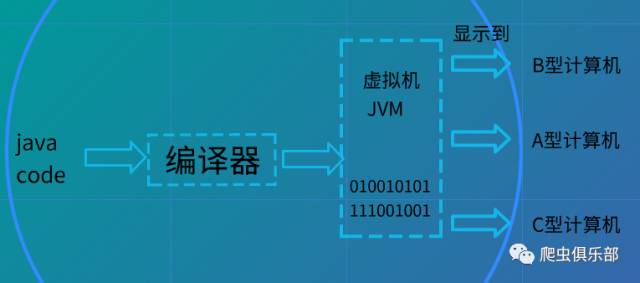 java
code
编译器
虚拟机
JVM
010010101
111001001
显示到
B型计算机
A型计算机
C型计算机
爬虫俱乐部